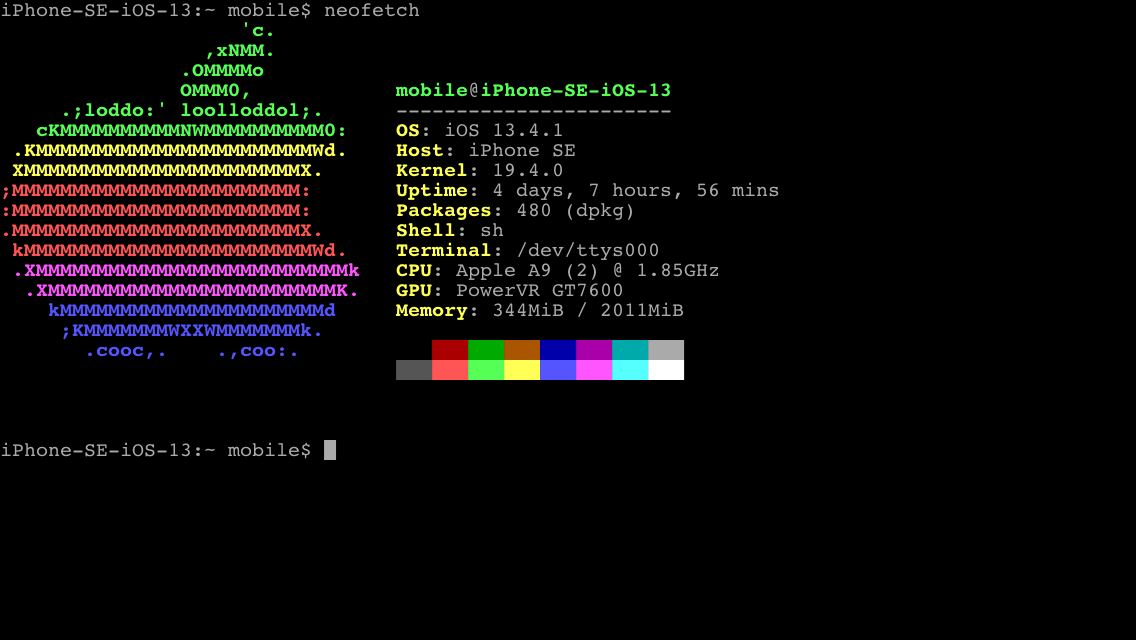 iPhone-SE-iOS-13:~ mobile$ neofetch
                    'c.
                 ,xNMM.
               .OMMMMo
               OMMM0,            mobile@iPhone-SE-iOS-13
     .;loddo:' loolloddol;.      -----------------------
   cKMMMMMMMMMMNWMMMMMMMMMM0:    OS: iOS 13.4.1
 .KMMMMMMMMMMMMMMMMMMMMMMMWd.    Host: iPhone SE
 XMMMMMMMMMMMMMMMMMMMMMMMX.      Kernel: 19.4.0
;MMMMMMMMMMMMMMMMMMMMMMMM:       Uptime: 4 days, 7 hours, 56 mins
:MMMMMMMMMMMMMMMMMMMMMMMM:       Packages: 480 (dpkg)
.MMMMMMMMMMMMMMMMMMMMMMMMX.      Shell: sh
 kMMMMMMMMMMMMMMMMMMMMMMMMWd.    Terminal: /dev/ttys000
 .XMMMMMMMMMMMMMMMMMMMMMMMMMMk   CPU: Apple A9 (2) @ 1.85GHz
  .XMMMMMMMMMMMMMMMMMMMMMMMMK.   GPU: PowerVR GT7600
    kMMMMMMMMMMMMMMMMMMMMMMd     Memory: 344MiB / 2011MiB
     ;KMMMMMMMWXXWMMMMMMMk.
       .cooc,.    .,coo:.
iPhone-SE-iOS-13:~ mobile$